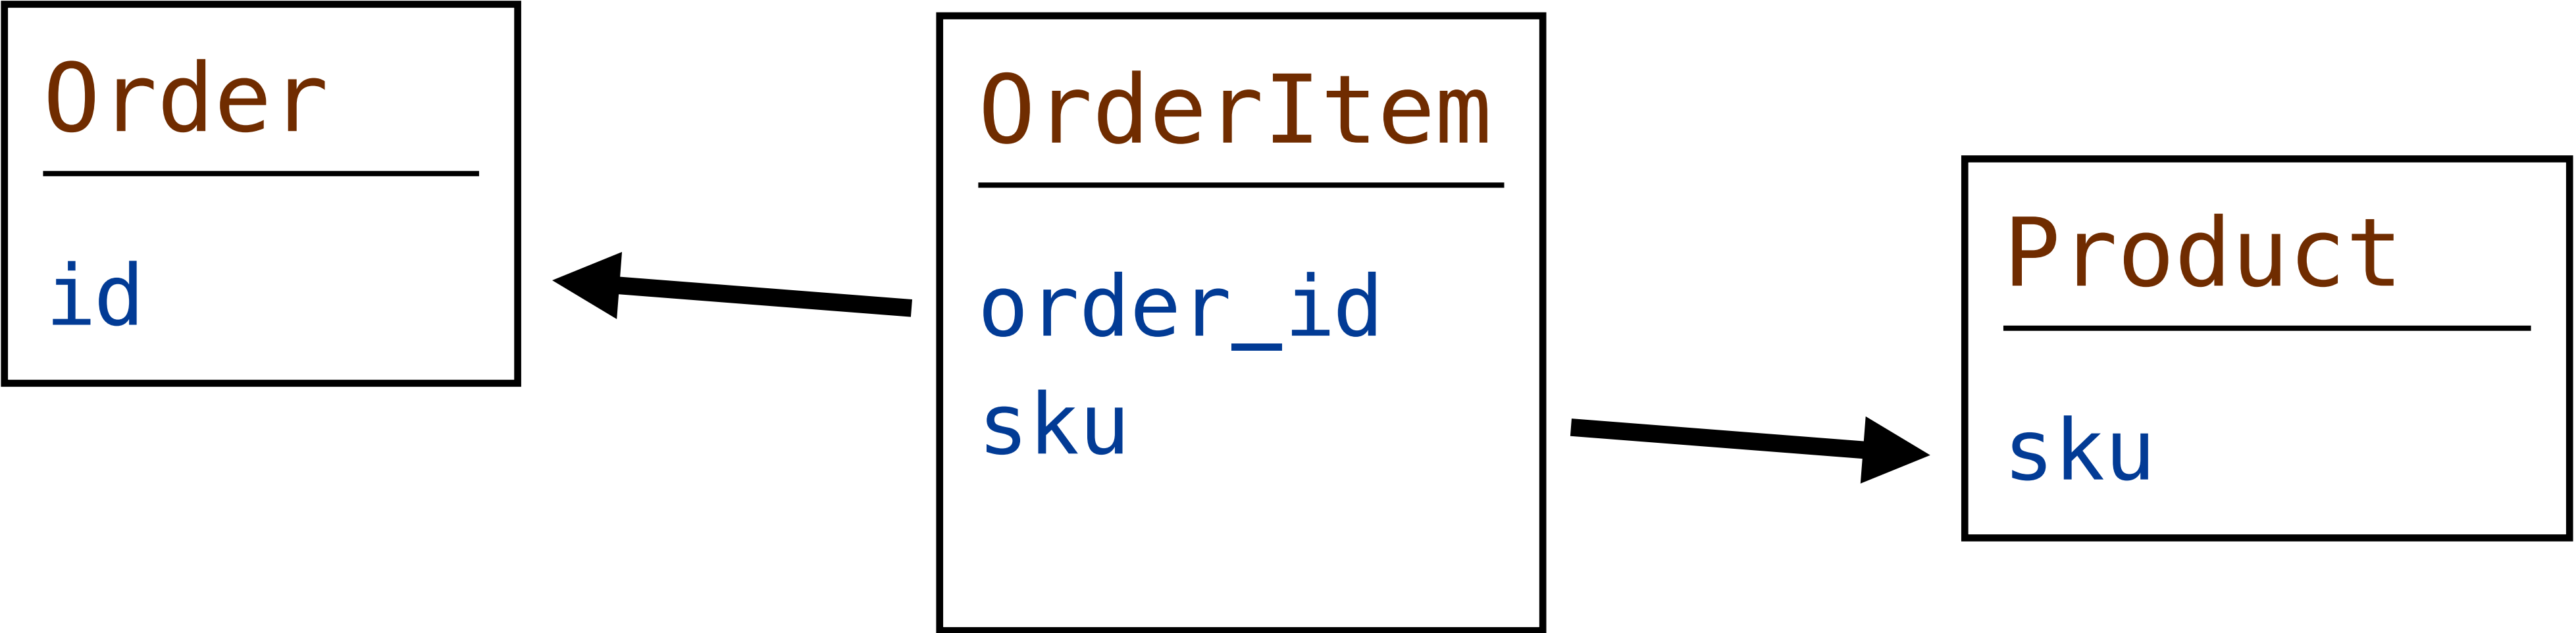 Order
id
OrderItem
order_id
sku
Product
sku